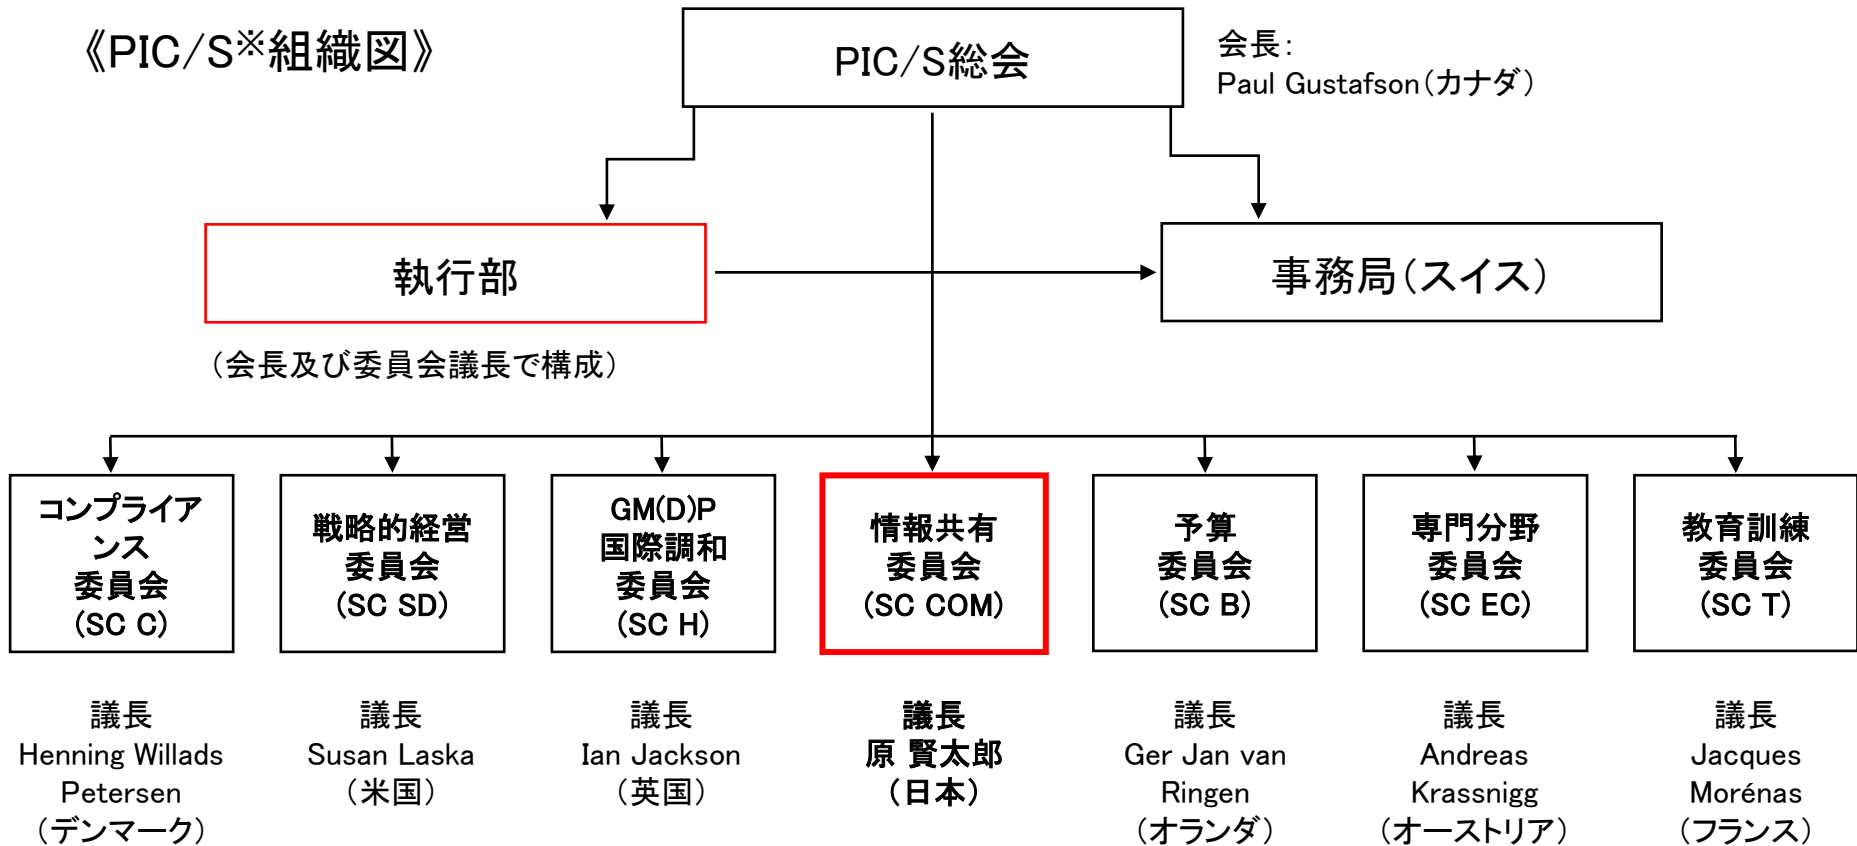 《PIC/S※組織図》
PIC/S総会
会長:
Paul Gustafson(カナダ)
執行部
事務局(スイス)
(会長及び委員会議長で構成)
コンプライア
ンス
委員会
(SC C)
戦略的経営
委員会
(SC SD)
GM(D)P
国際調和
委員会
(SC H)
情報共有
委員会
(SC COM)
予算
委員会
(SC B)
専門分野
委員会
(SC EC)
教育訓練
委員会
(SC T)
議長
Henning Willads
Petersen
(デンマーク)
議長
Susan Laska
(米国)
議長
Ian Jackson
(英国)
議長
原 賢太郎
(日本)
議長
Ger Jan van
Ringen
(オランダ)
議長
Andreas
Krassnigg
(オーストリア)
議長
Jacques
Morénas
(フランス)